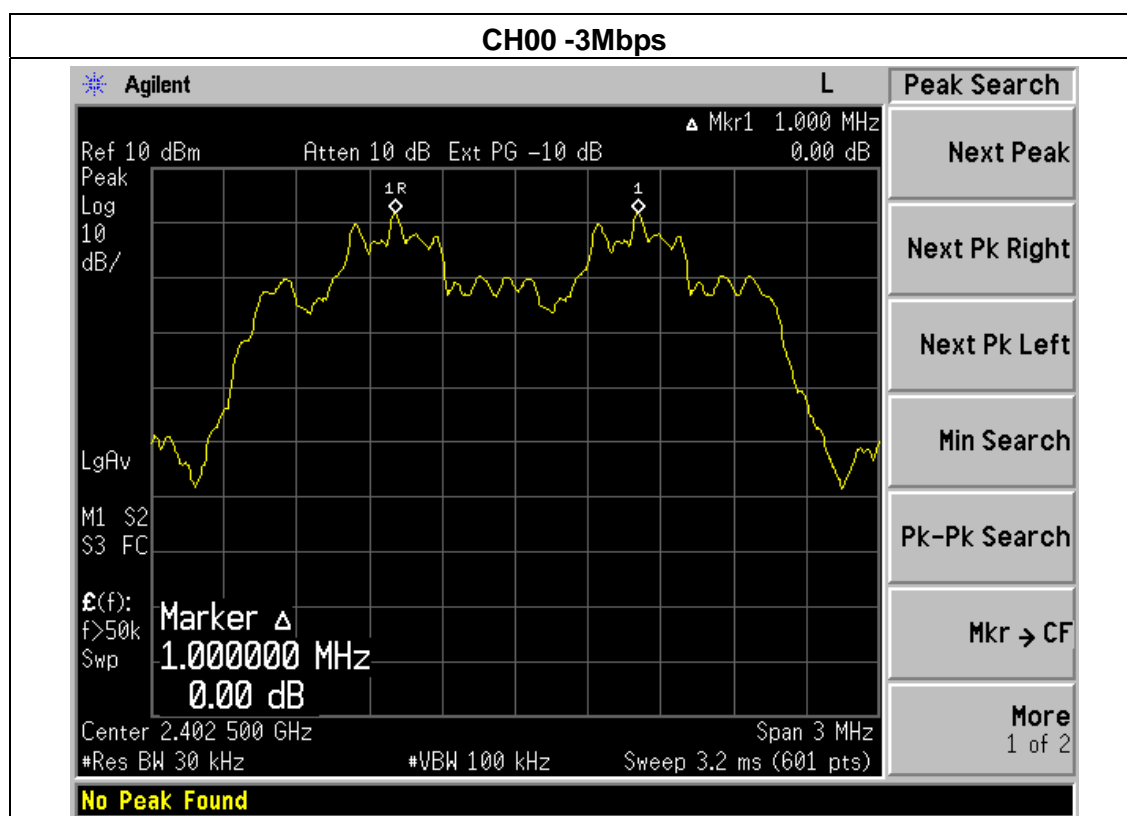 CH00 -3Mbps
Agilent L
Peak Search
Δ Mkr1 1.000 MHz
Ref 10 dBm Atten 10 dB Ext PG -10 dB 0.00 dB
Peak
Log
10
dB/
1R
1
LgAv
M1 S2
S3 FC
£(f):
f>50k
Swp
Marker Δ
1.000000 MHz
0.00 dB
Center 2.402 500 GHz Span 3 MHz
#Res BW 30 kHz #VBW 100 kHz Sweep 3.2 ms (601 pts)
No Peak Found
Next Peak
Next Pk Right
Next Pk Left
Min Search
Pk-Pk Search
Mkr → CF
More
1 of 2